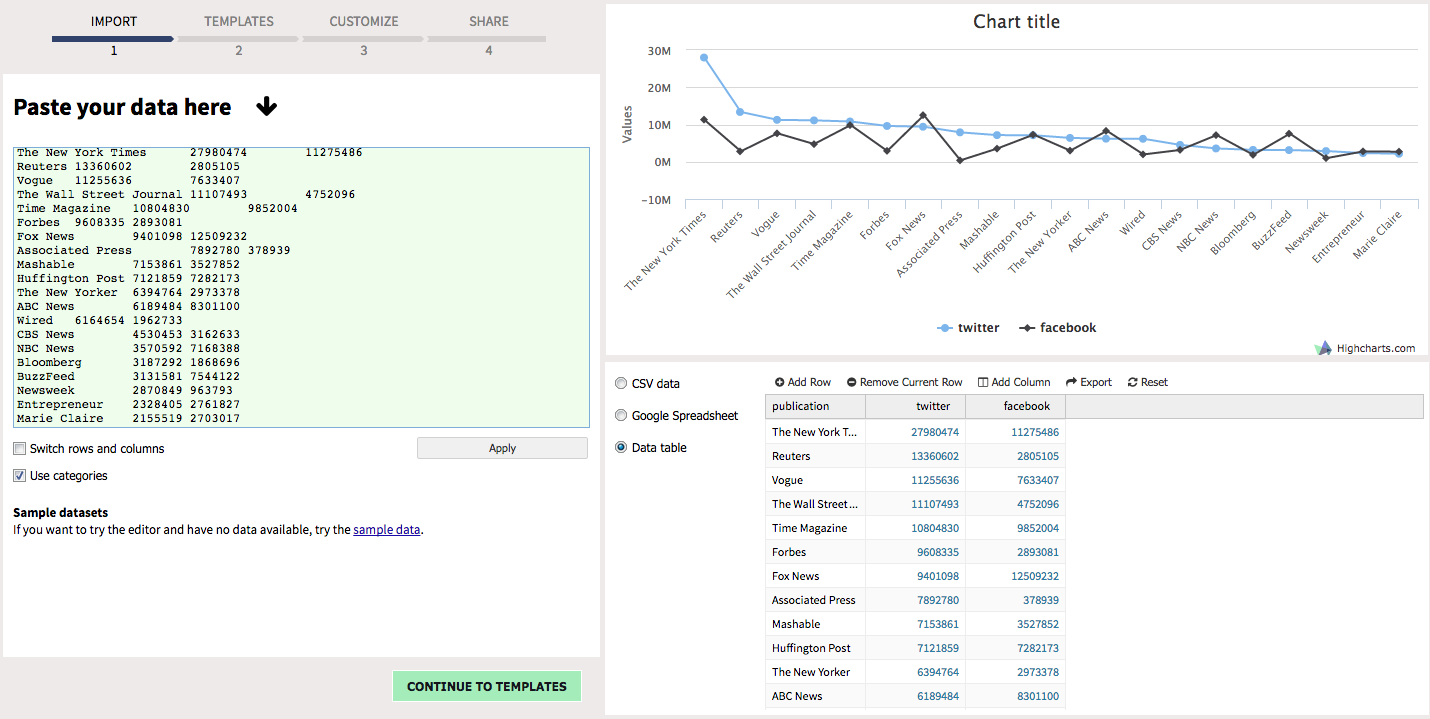 IMPORT TEMPLATES CUSTOMIZE SHARE
1 2 3 4
Paste your data here
The New York Times 27980474 11275486
Reuters 13360602 2805105
Vogue 11255636 7633407
The Wall Street Journal 11107493 4752096
Time Magazine 10804830 9852004
Forbes 9608335 2893081
Fox News 9401098 12509232
Associated Press 7892780 378939
Mashable 7153861 3527852
Huffington Post 7121859 7282173
The New Yorker 6394764 2973378
ABC News 6189484 8301100
Wired 6164654 1962733
CBS News 4530453 3162633
NBC News 3570592 7168388
Bloomberg 3187292 1868696
BuzzFeed 3131581 7544122
Newsweek 2870849 963793
Entrepreneur 2328405 2761827
Marie Claire 2155519 2703017
Switch rows and columns
Apply
Use categories
Sample datasets
If you want to try the editor and have no data available, try the sample data.
CONTINUE TO TEMPLATES
Chart title
Values
30M
20M
10M
0M
−10M
The New York Times
Reuters
Vogue
The Wall Street Journal
Time Magazine
Forbes
Fox News
Associated Press
Mashable
Huffington Post
The New Yorker
ABC News
Wired
CBS News
NBC News
Bloomberg
BuzzFeed
Newsweek
Entrepreneur
Marie Claire
twitter facebook
Highcharts.com
CSV data
Google Spreadsheet
Data table
Add Row Remove Current Row Add Column Export Reset
publication twitter facebook
The New York T... 27980474 11275486
Reuters 13360602 2805105
Vogue 11255636 7633407
The Wall Street ... 11107493 4752096
Time Magazine 10804830 9852004
Forbes 9608335 2893081
Fox News 9401098 12509232
Associated Press 7892780 378939
Mashable 7153861 3527852
Huffington Post 7121859 7282173
The New Yorker 6394764 2973378
ABC News 6189484 8301100